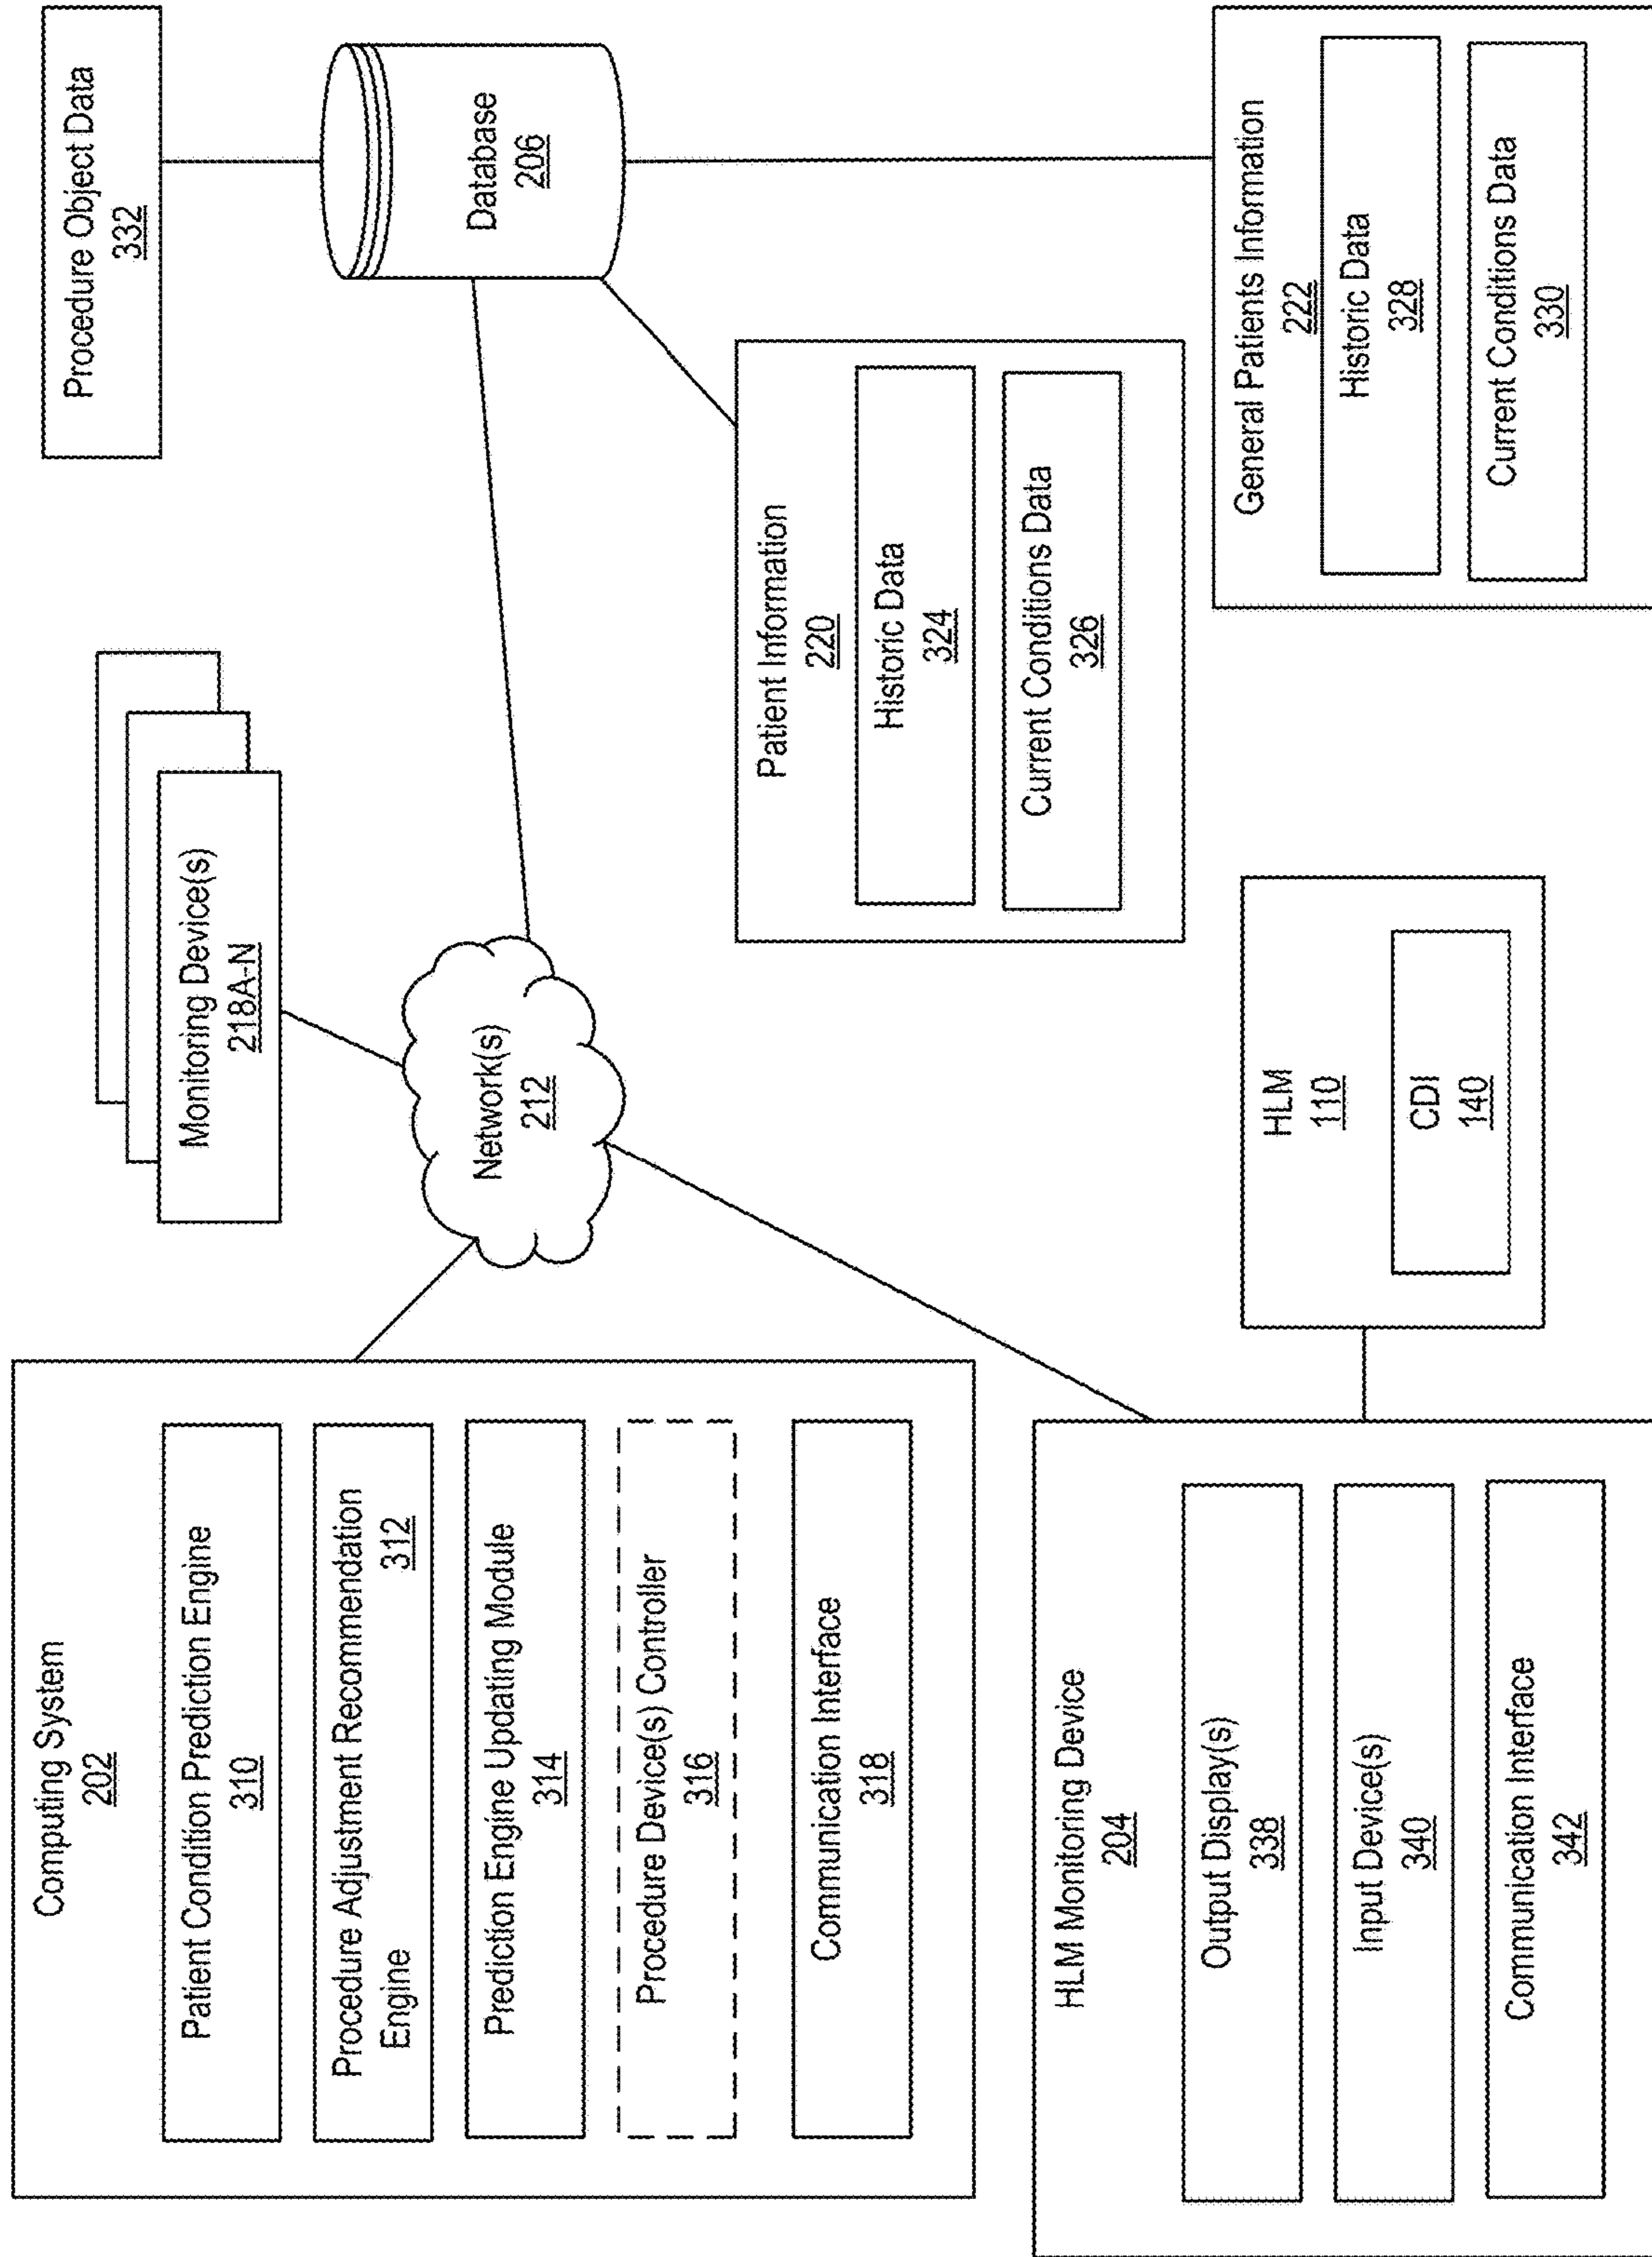 Computing System
202
Patient Condition Prediction Engine
310
Procedure Adjustment Recommendation
Engine
312
Prediction Engine Updating Module
314
Procedure Device(s) Controller
316
Communication Interface
318
Monitoring Device(s)
218A-N
Network(s)
212
Procedure Object Data
332
Database
206
HLM Monitoring Device
204
Output Display(s)
338
Input Device(s)
340
Communication Interface
342
HLM
110
CDI
140
Patient Information
220
Historic Data
324
Current Conditions Data
326
General Patients Information
222
Historic Data
328
Current Conditions Data
330